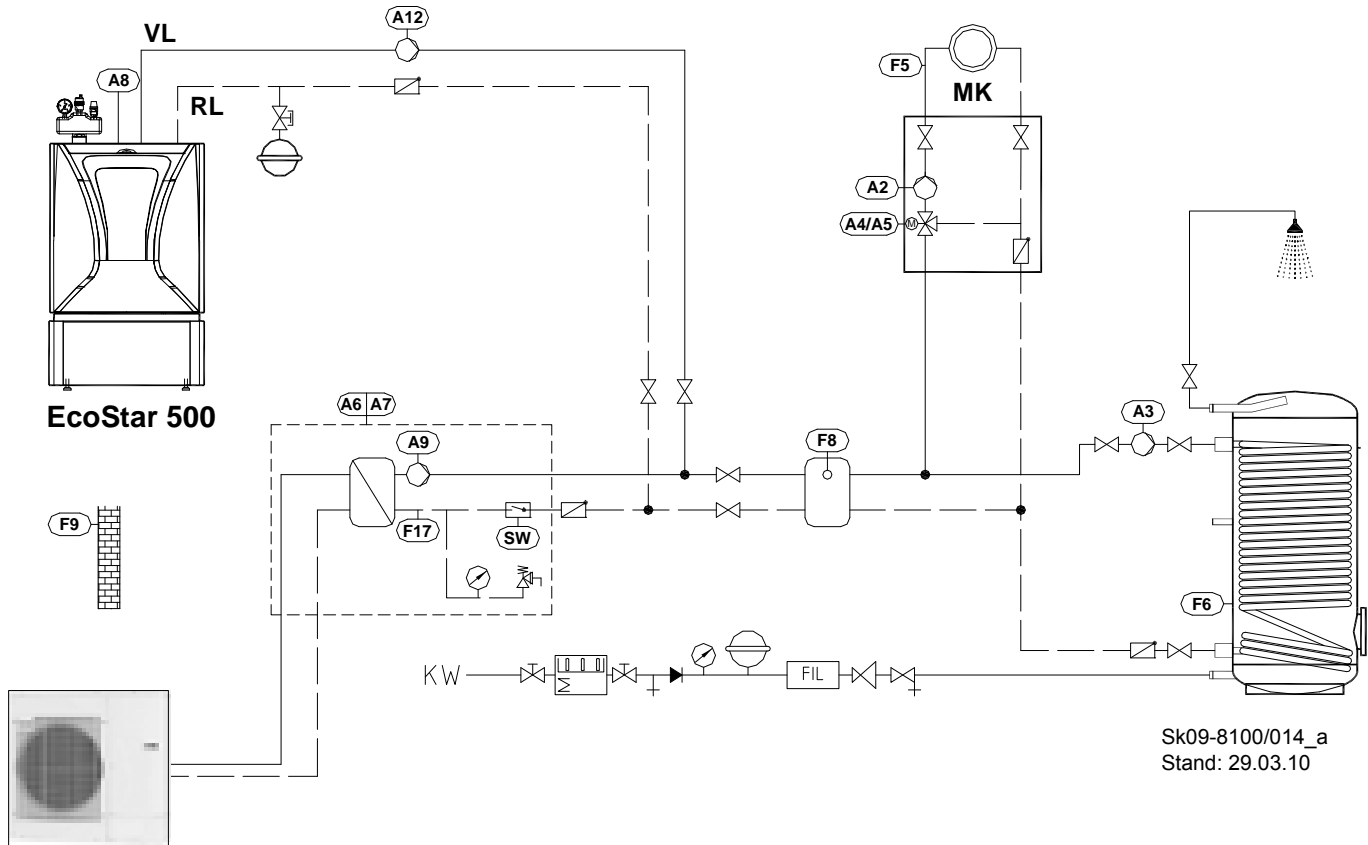 A12
VL
F5
A8
MK
RL
A2
A4/A5
M
EcoStar 500
A6 A7
A3
A9
F8
F9
F17
SW
F6
KW
M
FIL
Sk09-8100/014_a
Stand: 29.03.10